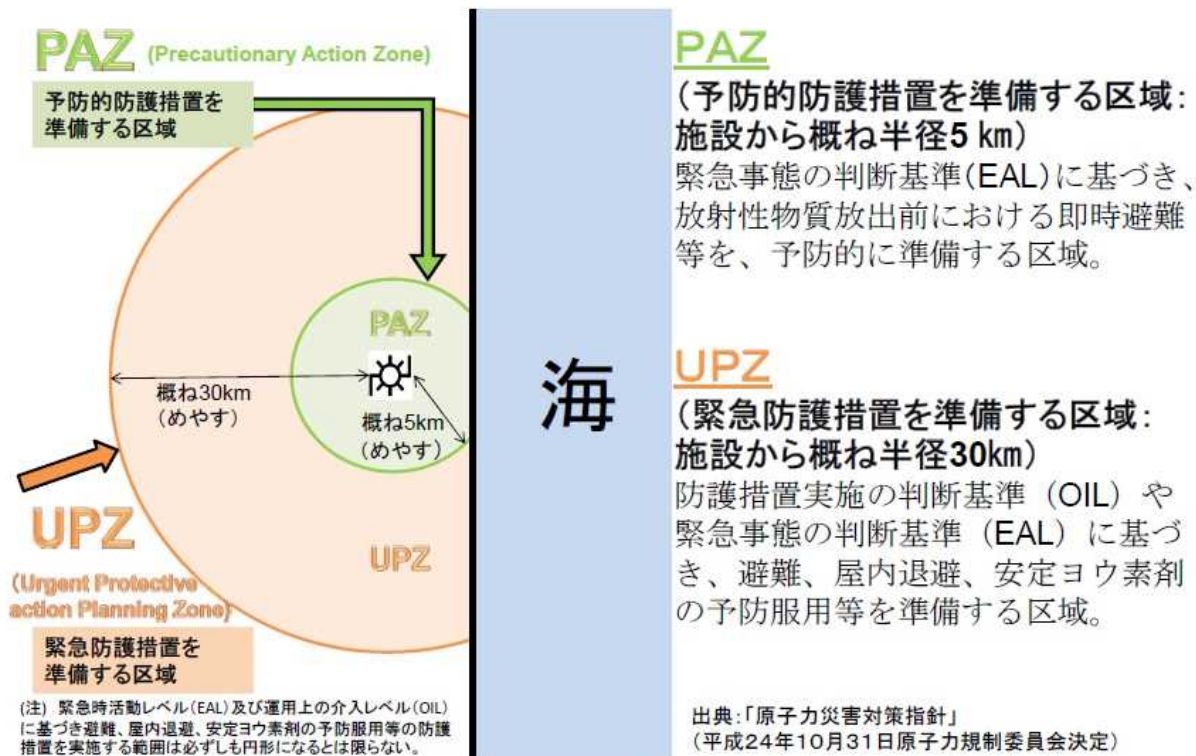 PAZ (Precautionary Action Zone)
予防的防護措置を
準備する区域
PAZ
概ね30km
(めやす)
概ね5km
(めやす)
UPZ
UPZ
(Urgent Protective
action Planning Zone)
緊急防護措置を
準備する区域
(注) 緊急時活動レベル(EAL)及び運用上の介入レベル(OIL)
に基づき避難、屋内退避、安定ヨウ素剤の予防服用等の防護
措置を実施する範囲は必ずしも円形になるとは限らない。
海
PAZ
(予防的防護措置を準備する区域:
施設から概ね半径5 km)
緊急事態の判断基準(EAL)に基づき、
放射性物質放出前における即時避難
等を、予防的に準備する区域。
UPZ
(緊急防護措置を準備する区域:
施設から概ね半径30km)
防護措置実施の判断基準(OIL)や
緊急事態の判断基準(EAL)に基づ
き、避難、屋内退避、安定ヨウ素剤
の予防服用等を準備する区域。
出典:「原子力災害対策指針」
(平成24年10月31日原子力規制委員会決定)